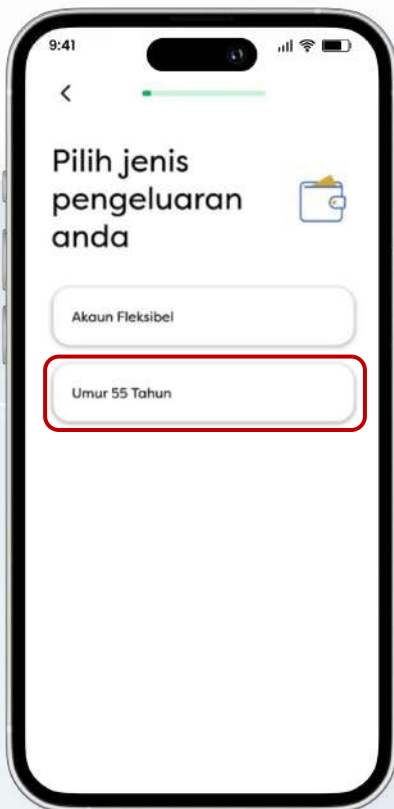 9:41
Pilih jenis
pengeluaran
anda
Akaun Fleksibel
Umur 55 Tahun